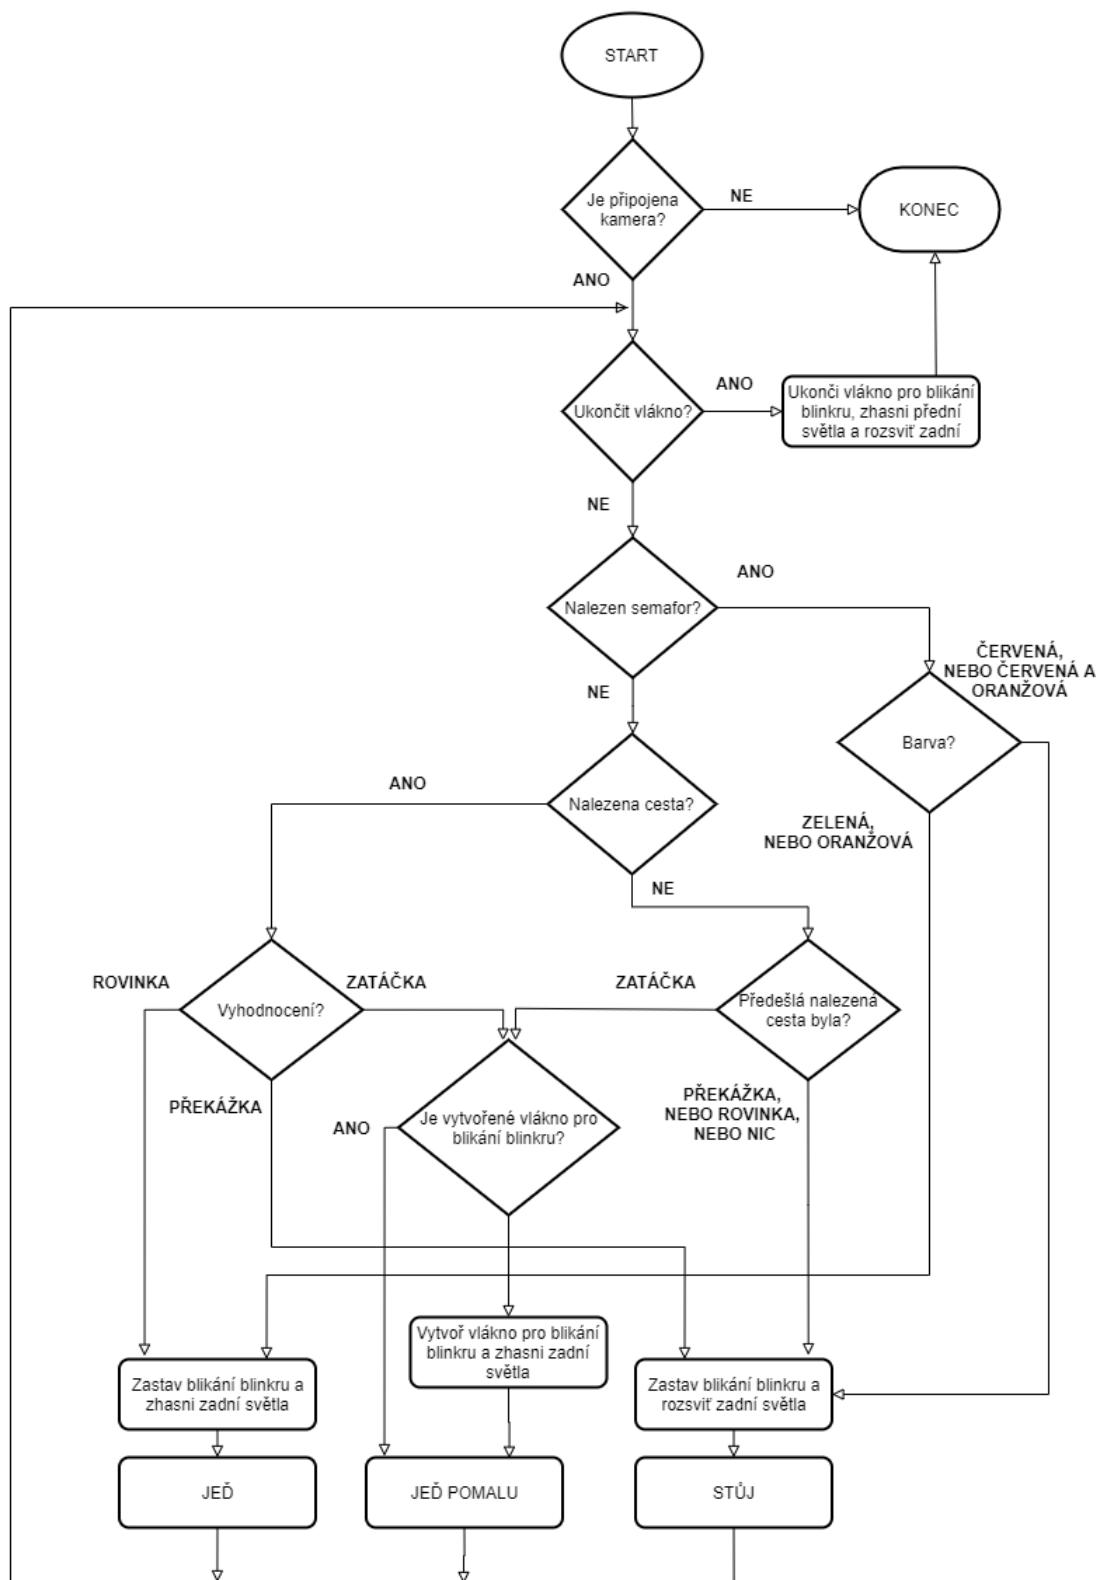 START
Je připojena
kamera?
NE
KONEC
ANO
Ukončit vlákno?
ANO
Ukonči vlákno pro blikání
blinkru, zhasni přední
světla a rozsviť zadní
NE
Nalezen semafor?
ANO
ČERVENÁ,
NEBO ČERVENÁ A
ORANŽOVÁ
NE
Barva?
Nalezena cesta?
ANO
ZELENÁ,
NEBO ORANŽOVÁ
NE
ROVINKA
Vyhodnocení?
ZATÁČKA
ZATÁČKA
Předešlá nalezená
cesta byla?
PŘEKÁŽKA
ANO
Je vytvořené vlákno pro
blikání blinkru?
PŘEKÁŽKA,
NEBO ROVINKA,
NEBO NIC
Vytvoř vlákno pro blikání
blinkru a zhasni zadní
světla
Zastav blikání blinkru a
zhasni zadní světla
Zastav blikání blinkru a
rozsviť zadní světla
JEĎ
JEĎ POMALU
STŮJ